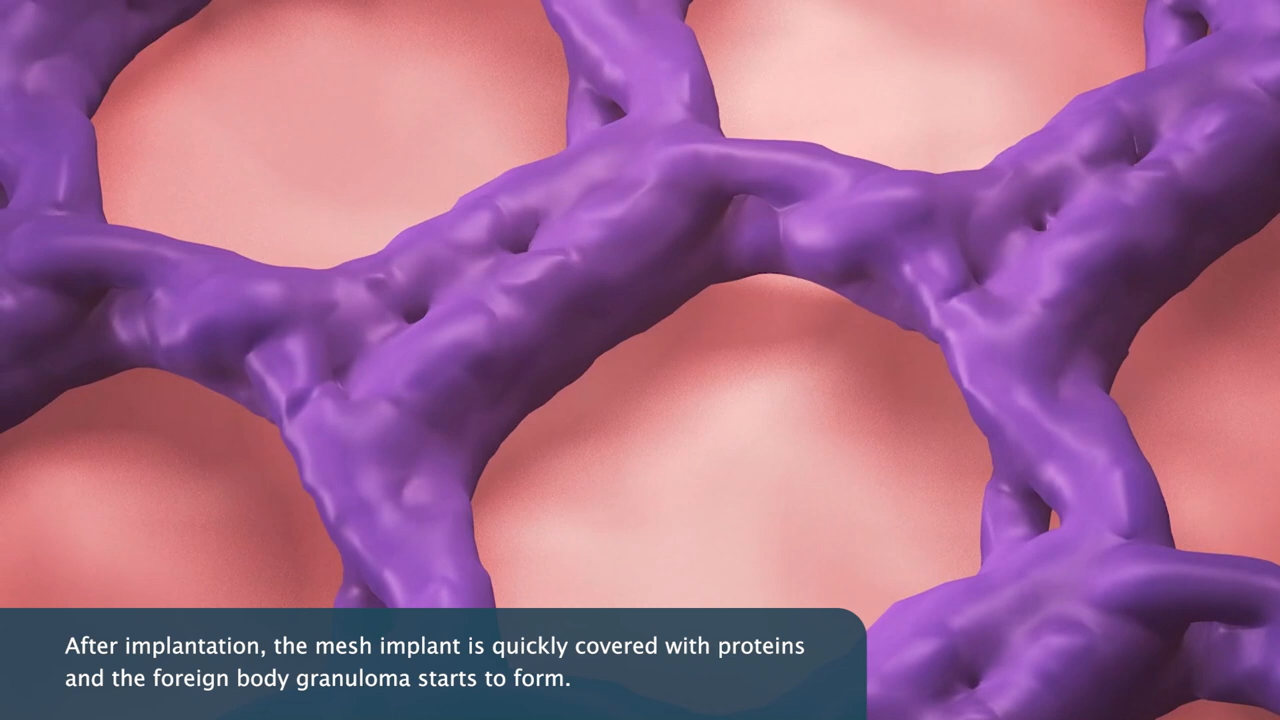 After implantation, the mesh implant is quickly covered with proteins
and the foreign body granuloma starts to form.